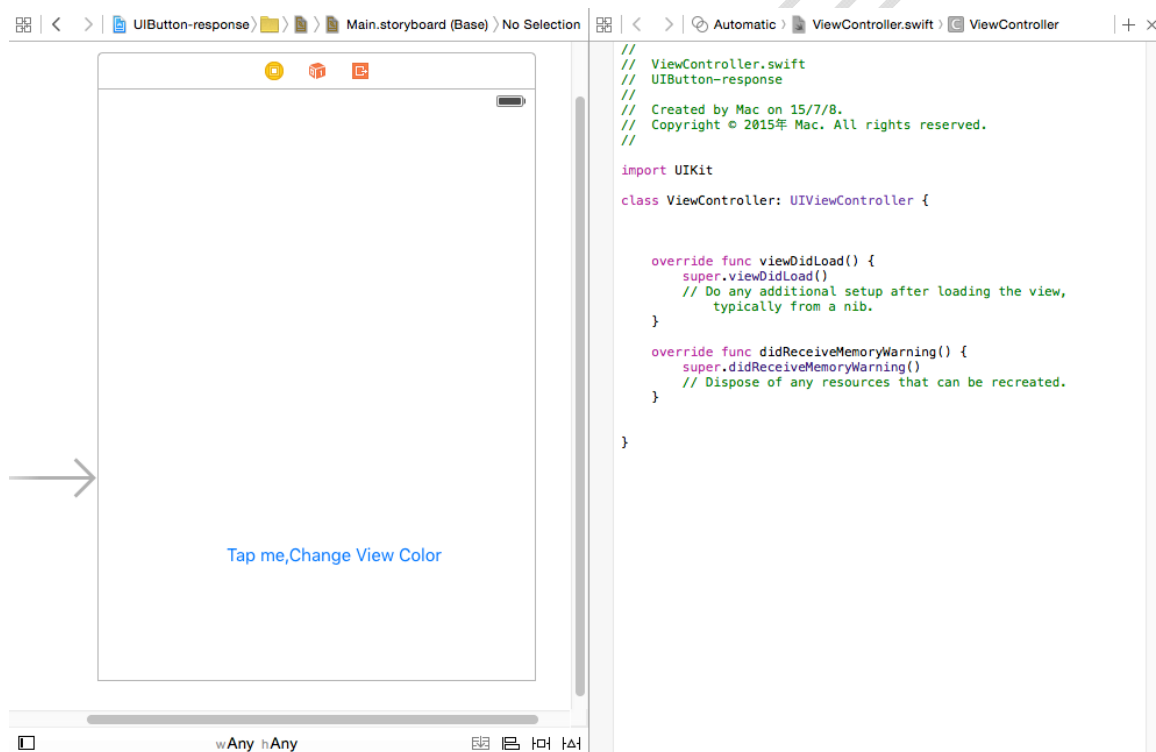 UIButton-response
Main.storyboard (Base)
No Selection
Automatic
ViewController.swift
C ViewController
//
//  ViewController.swift
//  UIButton-response
//
//  Created by Mac on 15/7/8.
//  Copyright © 2015年 Mac. All rights reserved.
//
import UIKit
class ViewController: UIViewController {
override func viewDidLoad() {
super.viewDidLoad()
// Do any additional setup after loading the view,
typically from a nib.
}
override func didReceiveMemoryWarning() {
super.didReceiveMemoryWarning()
// Dispose of any resources that can be recreated.
}
}
Tap me,Change View Color
wAny hAny